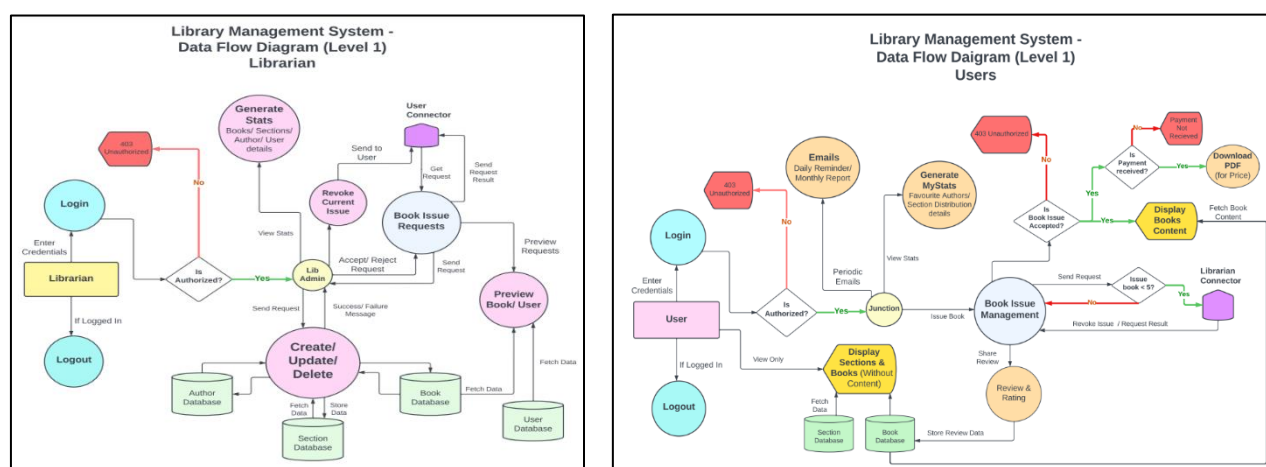 Library Management System -
Data Flow Diagram (Level 1)
Librarian
Generate
Stats
Books/ Sections/
Author/ User
details
User
Connector
403
Unauthorized
Send to
User
Send
Request
Result
Get
Request
No
Revoke
Current
Issue
Login
Book Issue
Requests
View Stats
Enter
Credentials
Accept/ Reject
Request
Send
Request
Preview
Requests
Librarian
Is
Authorized?
Yes
Lib
Admin
Preview
Book/ User
Send Request
Success/ Failure
Message
If Logged In
Create/
Update/
Delete
Logout
Fetch Data
Author
Database
Book
Database
Fetch Data
Fetch
Data
Store
Data
Section
Database
User
Database
Library Management System -
Data Flow Daigram (Level 1)
Users
403 Unauthorized
No
Payment
Not
Recieved
No
Is
Payment
received?
Yes
Download
PDF
(for Price)
Emails
Daily Reminder/
Monthly Report
Generate MyStats
Favourite Authors/
Section Distribution
details
403
Unauthorized
Yes
Is
Book Issue
Accepted?
Yes
Display
Books
Content
Fetch Book
Content
No
Login
View Stats
Send Request
Issue
book < 5?
Librarian
Connector
Enter
Credentials
Periodic
Emails
No
Yes
User
Is
Authorized?
Yes
Junction
Issue Book
Book Issue
Management
Revoke Issue / Request Result
If Logged In
View Only
Display
Sections &
Books (Without
Content)
Share
Review
Review &
Rating
Logout
Fetch
Data
Section
Database
Book
Database
Store Review Data